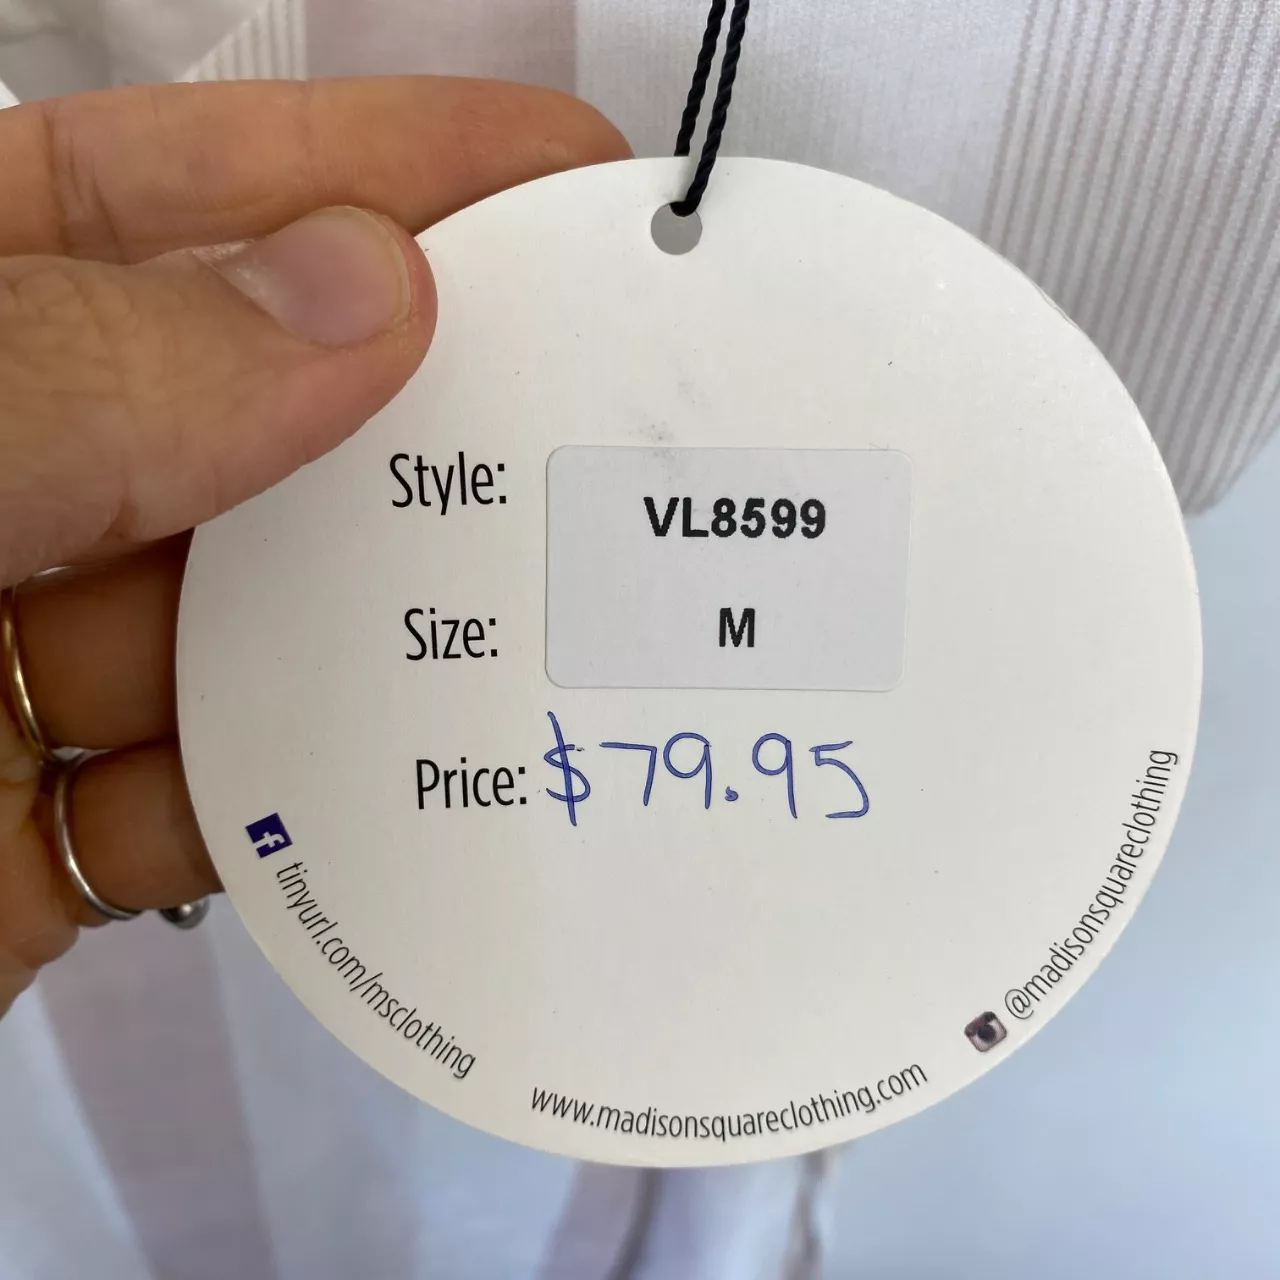 Style: VL8599
Size: M
Price: $79.95
tinyurl.com/msclothing
www.madisonsquareclothing.com
@madisonsquareclothing